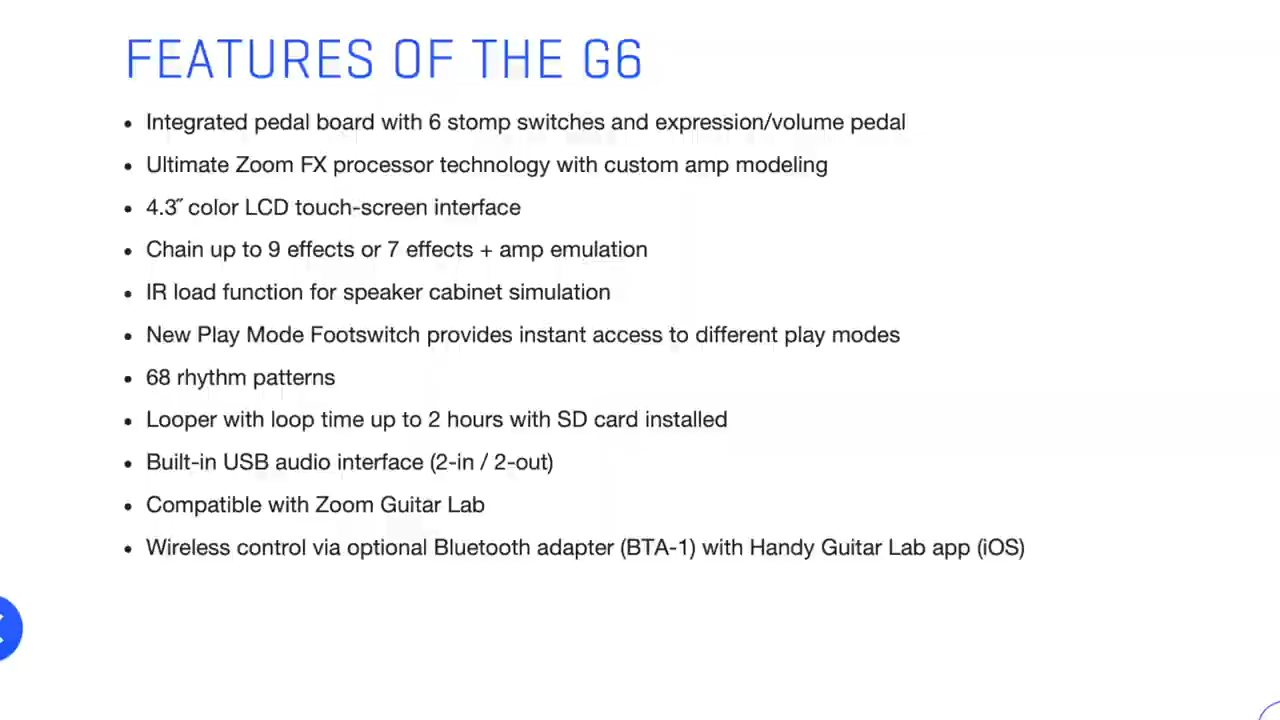 FEATURES OF THE G6
• Integrated pedal board with 6 stomp switches and expression/volume pedal
• Ultimate Zoom FX processor technology with custom amp modeling
• 4.3˝ color LCD touch-screen interface
• Chain up to 9 effects or 7 effects + amp emulation
• IR load function for speaker cabinet simulation
• New Play Mode Footswitch provides instant access to different play modes
• 68 rhythm patterns
• Looper with loop time up to 2 hours with SD card installed
• Built-in USB audio interface (2-in / 2-out)
• Compatible with Zoom Guitar Lab
• Wireless control via optional Bluetooth adapter (BTA-1) with Handy Guitar Lab app (iOS)